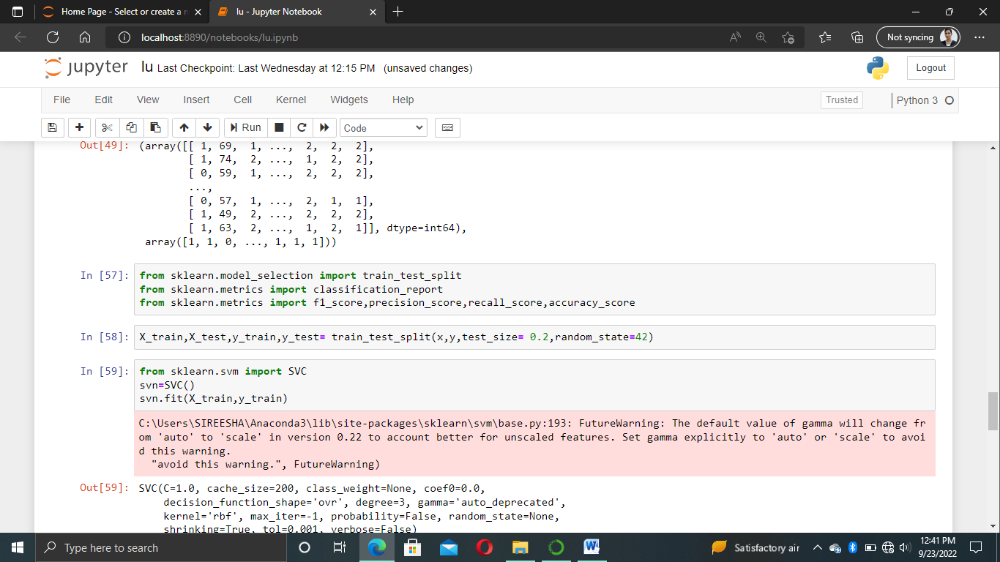 Home Page - Select or create a n
lu - Jupyter Notebook
localhost:8890/notebooks/lu.ipynb
Not syncing
jupyter lu Last Checkpoint: Last Wednesday at 12:15 PM (unsaved changes)
Logout
File Edit View Insert Cell Kernel Widgets Help
Trusted
Python 3
Run
Code
Out[49]: (array([[ 1, 69, 1, ..., 2, 2, 2],
[ 1, 74, 2, ..., 1, 2, 2],
[ 0, 59, 1, ..., 2, 2, 2],
...,
[ 0, 57, 1, ..., 2, 1, 1],
[ 1, 49, 2, ..., 2, 2, 2],
[ 1, 63, 2, ..., 1, 2, 1]], dtype=int64),
array([1, 1, 0, ..., 1, 1, 1]))
In [57]: from sklearn.model_selection import train_test_split
from sklearn.metrics import classification_report
from sklearn.metrics import f1_score,precision_score,recall_score,accuracy_score
In [58]: X_train,X_test,y_train,y_test= train_test_split(x,y,test_size= 0.2,random_state=42)
In [59]: from sklearn.svm import SVC
svn=SVC()
svn.fit(X_train,y_train)
C:\Users\SIREESHA\Anaconda3\lib\site-packages\sklearn\svm\base.py:193: FutureWarning: The default value of gamma will change fr
om 'auto' to 'scale' in version 0.22 to account better for unscaled features. Set gamma explicitly to 'auto' or 'scale' to avoi
d this warning.
"avoid this warning.", FutureWarning)
Out[59]: SVC(C=1.0, cache_size=200, class_weight=None, coef0=0.0,
decision_function_shape='ovr', degree=3, gamma='auto_deprecated',
kernel='rbf', max_iter=-1, probability=False, random_state=None,
shrinking=True, tol=0.001, verbose=False)
Type here to search
Satisfactory air
12:41 PM
9/23/2022